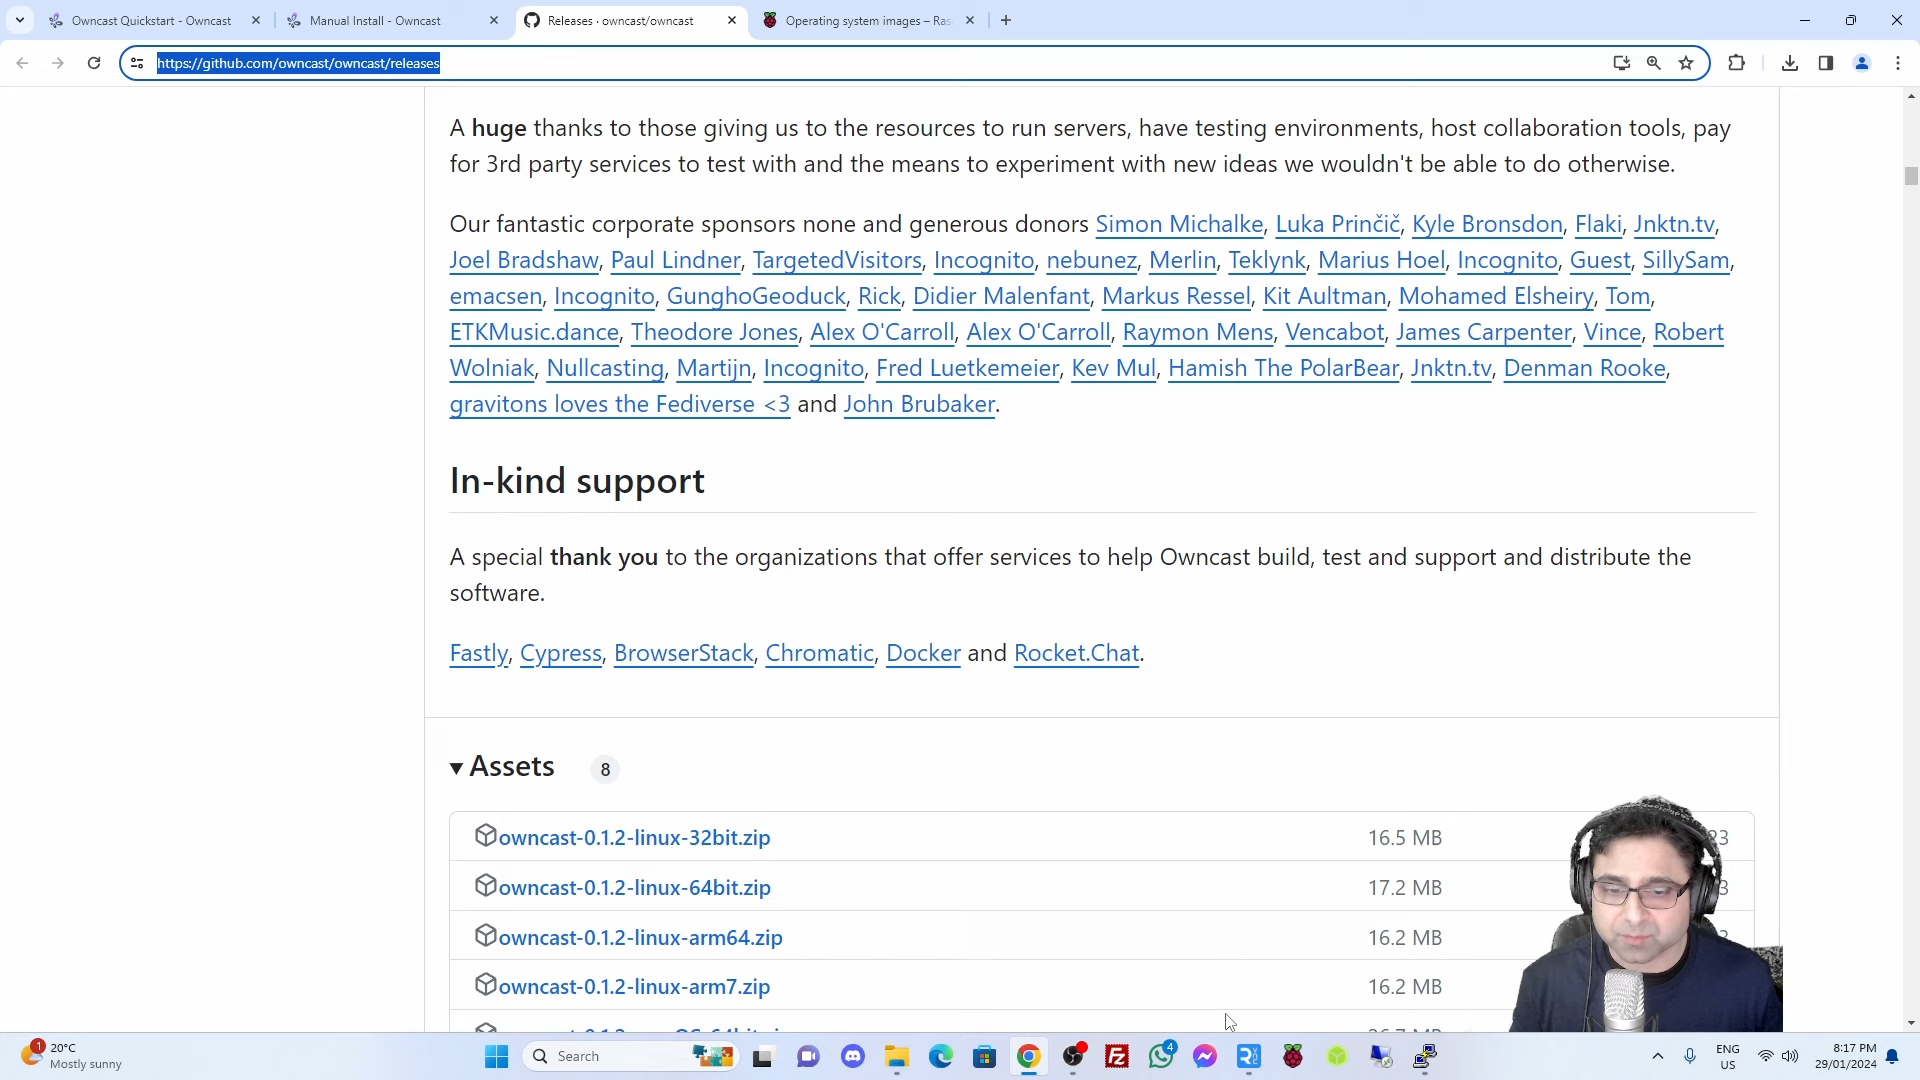 Owncast Quickstart - Owncast
Manual Install - Owncast
Releases · owncast/owncast
Operating system images – Ras
https://github.com/owncast/owncast/releases
A huge thanks to those giving us to the resources to run servers, have testing environments, host collaboration tools, pay
for 3rd party services to test with and the means to experiment with new ideas we wouldn't be able to do otherwise.
Our fantastic corporate sponsors none and generous donors Simon Michalke, Luka Prinčič, Kyle Bronsdon, Flaki, Jnktn.tv,
Joel Bradshaw, Paul Lindner, TargetedVisitors, Incognito, nebunez, Merlin, Teklynk, Marius Hoel, Incognito, Guest, SillySam,
emacsen, Incognito, GunghoGeoduck, Rick, Didier Malenfant, Markus Ressel, Kit Aultman, Mohamed Elsheiry, Tom,
ETKMusic.dance, Theodore Jones, Alex O'Carroll, Alex O'Carroll, Raymon Mens, Vencabot, James Carpenter, Vince, Robert
Wolniak, Nullcasting, Martijn, Incognito, Fred Luetkemeier, Kev Mul, Hamish The PolarBear, Jnktn.tv, Denman Rooke,
gravitons loves the Fediverse <3 and John Brubaker.
In-kind support
A special thank you to the organizations that offer services to help Owncast build, test and support and distribute the
software.
Fastly, Cypress, BrowserStack, Chromatic, Docker and Rocket.Chat.
Assets 8
owncast-0.1.2-linux-32bit.zip 16.5 MB 23
owncast-0.1.2-linux-64bit.zip 17.2 MB 3
owncast-0.1.2-linux-arm64.zip 16.2 MB
owncast-0.1.2-linux-arm7.zip 16.2 MB
1
20°C
Mostly sunny
Search
4
ENG
US
8:17 PM
29/01/2024